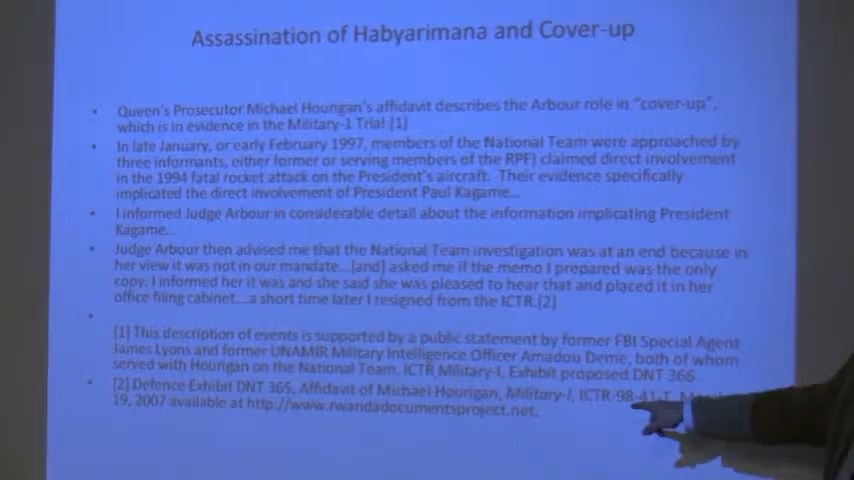 Assassination of Habyarimana and Cover-up
• Queen's Prosecutor Michael Hourigan's affidavit describes the Arbour role in "cover-up",
which is in evidence in the Military-1 Trial:[1]
• In late January, or early February 1997, members of the National Team were approached by
three informants, either former or serving members of the RPF) claimed direct involvement
in the 1994 fatal rocket attack on the President's aircraft. Their evidence specifically
implicated the direct involvement of President Paul Kagame...
• I informed Judge Arbour in considerable detail about the information implicating President
Kagame...
• Judge Arbour then advised me that the National Team investigation was at an end because in
her view it was not in our mandate...[and] asked me if the memo I prepared was the only
copy. I informed her it was and she said she was pleased to hear that and placed it in her
office filing cabinet...a short time later I resigned from the ICTR.[2]
•
[1] This description of events is supported by a public statement by former FBI Special Agent
James Lyons and former UNAMIR Military Intelligence Officer Amadou Deme, both of whom
served with Hourigan on the National Team. ICTR Military-I, Exhibit proposed DNT 366
• [2] Defence Exhibit DNT 365, Affidavit of Michael Hourigan, Military-I, ICTR-98-41-T,
19, 2007 available at http://www.rwandadocumentsproject.net.